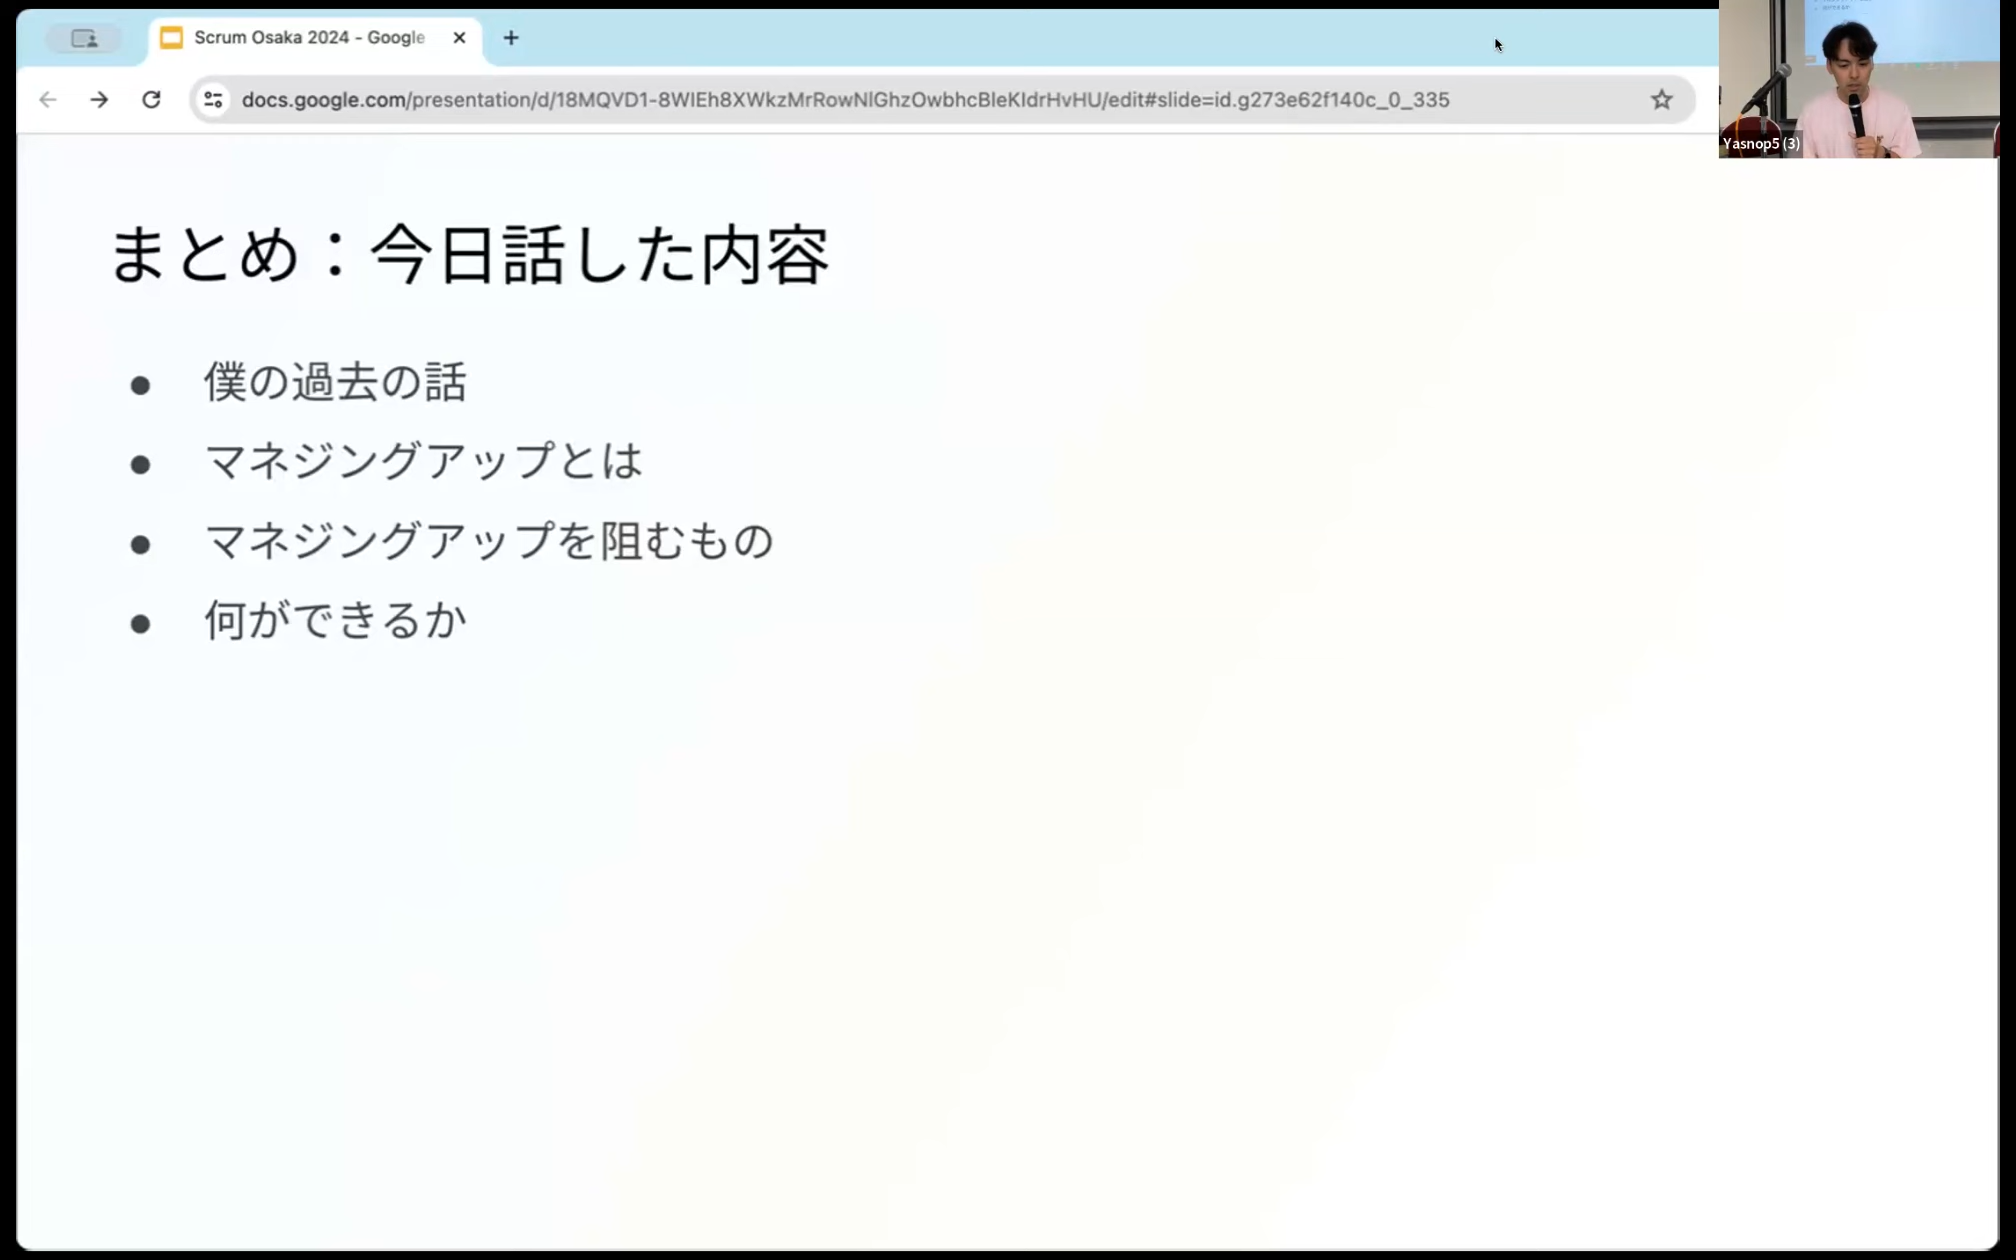 Scrum Osaka 2024 - Google
docs.google.com/presentation/d/18MQVD1-8WIEh8XWkzMrRowNlGhzOwbhcBleKIdrHvHU/edit#slide=id.g273e62f140c_0_335
Yasnop5 (3)
まとめ：今日話した内容
● 僕の過去の話
● マネジングアップとは
● マネジングアップを阻むもの
● 何ができるか